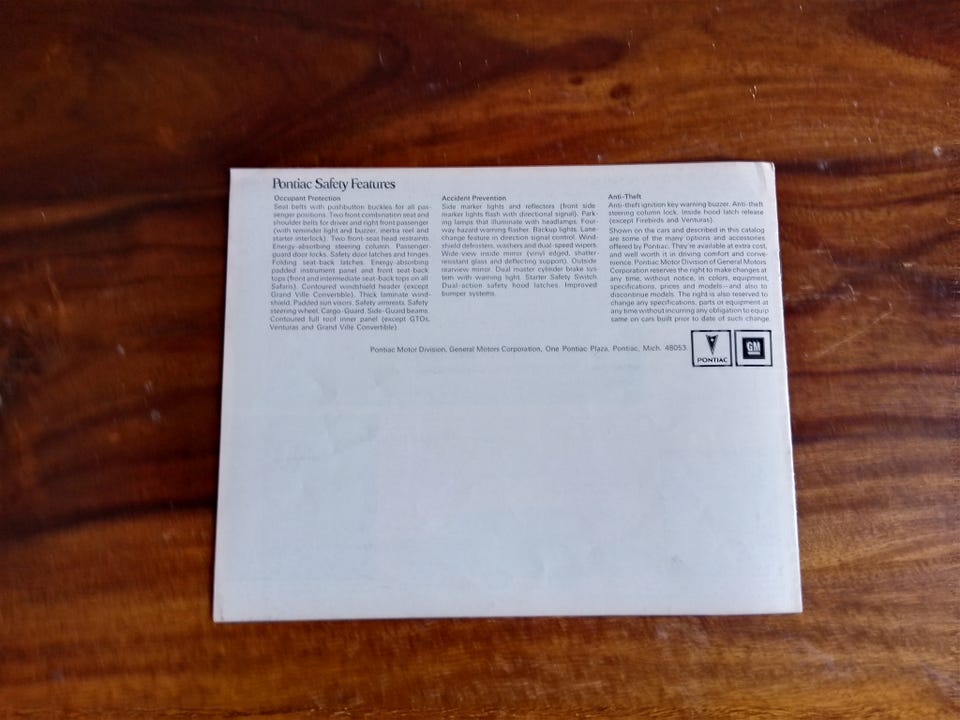 Pontiac Safety Features
Occupant Protection
Seat belts with pushbutton buckles for all pas-
senger positions. Two front combination seat and
shoulder belts for driver and right front passenger
(with reminder light and buzzer, inertia reel and
starter interlock). Two front-seat head restraints.
Energy-absorbing steering column. Passenger-
guard door locks. Safety door latches and hinges.
Folding seat-back latches. Energy-absorbing
padded instrument panel and front seat-back
tops (front and intermediate seat-back tops on all
Safaris). Contoured windshield header (except
Grand Ville Convertible). Thick laminate wind-
shield. Padded sun visors. Safety armrests. Safety
steering wheel. Cargo-Guard. Side-Guard beams.
Contoured full roof inner panel (except GTOs,
Venturas and Grand Ville Convertible).
Accident Prevention
Side marker lights and reflectors (front side
marker lights flash with directional signal). Park-
ing lamps that illuminate with headlamps. Four-
way hazard warning flasher. Backup lights. Lane-
change feature in direction signal control. Wind-
shield defrosters, washers and dual-speed wipers.
Wide-view inside mirror (vinyl edged, shatter-
resistant glass and deflecting support). Outside
rearview mirror. Dual master cylinder brake sys-
tem with warning light. Starter Safety Switch.
Dual-action safety hood latches. Improved
bumper systems.
Anti-Theft
Anti-theft ignition key warning buzzer. Anti-theft
steering column lock. Inside hood latch release
(except Firebirds and Venturas).
Shown on the cars and described in this catalog
are some of the many options and accessories
offered by Pontiac. They're available at extra cost,
and well worth it in driving comfort and conve-
nience. Pontiac Motor Division of General Motors
Corporation reserves the right to make changes at
any time, without notice, in colors, equipment,
specifications, prices and models—and also to
discontinue models. The right is also reserved to
change any specifications, parts or equipment at
any time without incurring any obligation to equip
same on cars built prior to date of such change.
Pontiac Motor Division, General Motors Corporation, One Pontiac Plaza, Pontiac, Mich. 48053
PONTIAC
GM